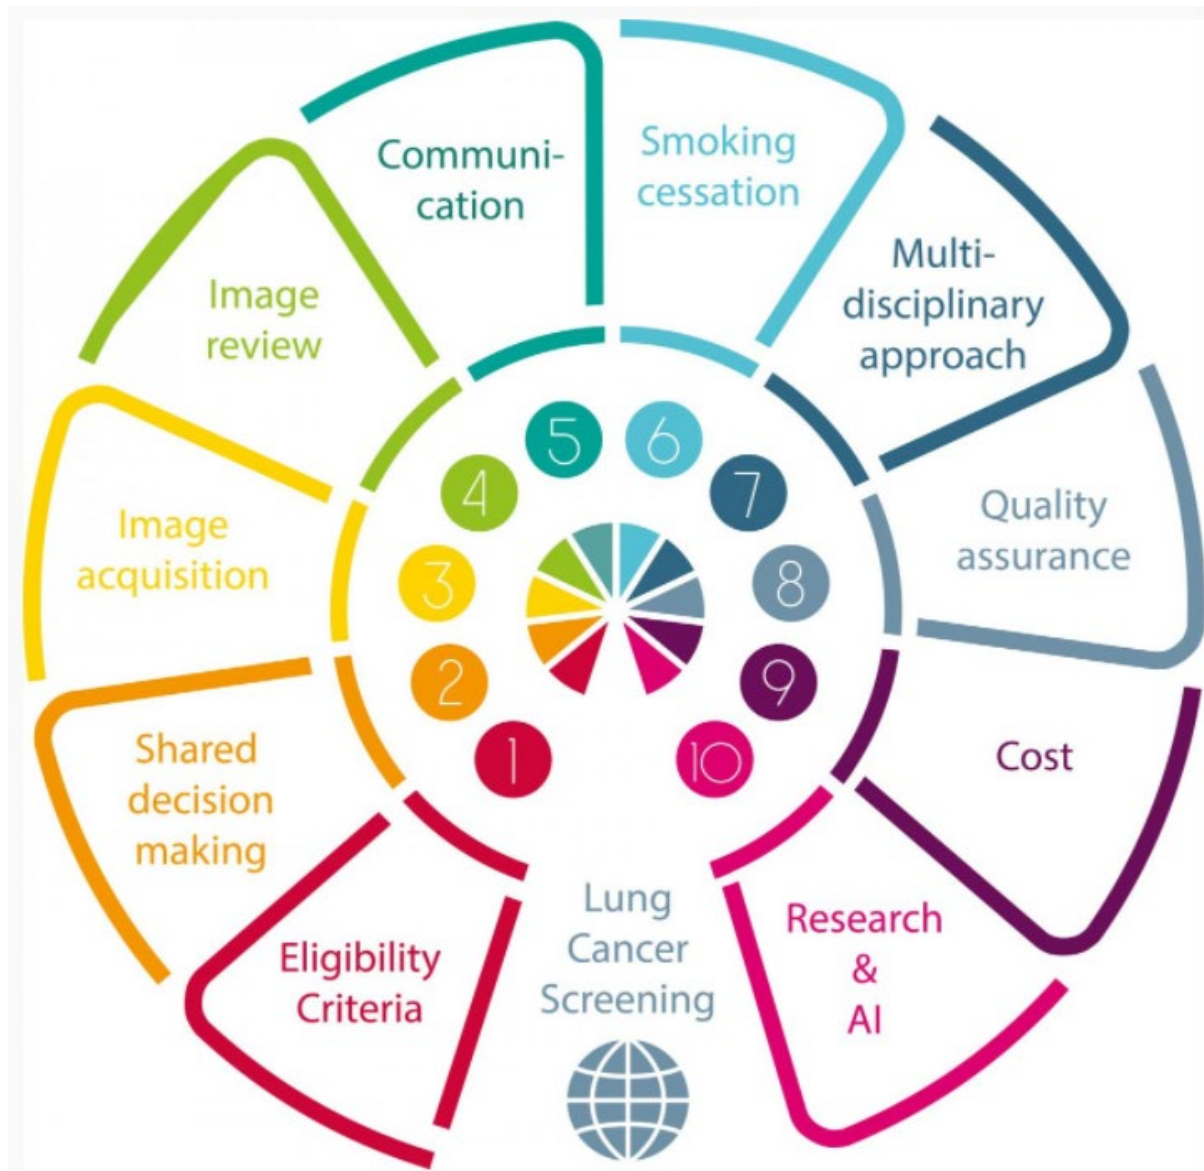 Communi-
cation
Smoking
cessation
Multi-
disciplinary
approach
Image
review
Quality
assurance
Image
acquisition
Cost
Shared
decision
making
Research
&
AI
Eligibility
Criteria
Lung
Cancer
Screening
1
2
3
4
5
6
7
8
9
10